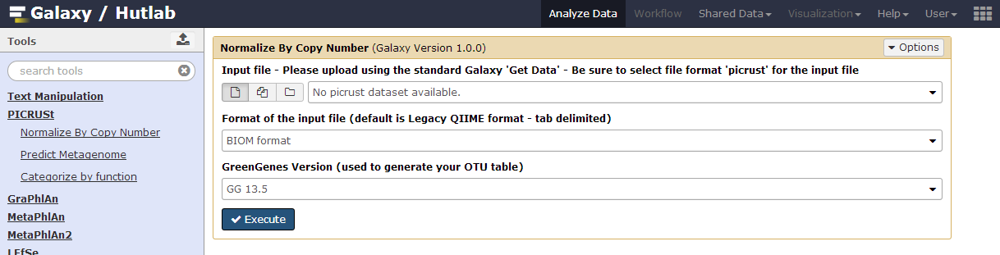 Galaxy / Hutlab
Analyze Data Workflow Shared Data Visualization Help User
Tools
search tools
Text Manipulation
PICRUSt
Normalize By Copy Number
Predict Metagenome
Categorize by function
GraPhlAn
MetaPhlAn
MetaPhlAn2
LEfSe
Normalize By Copy Number (Galaxy Version 1.0.0)
Options
Input file - Please upload using the standard Galaxy 'Get Data' - Be sure to select file format 'picrust' for the input file
No picrust dataset available.
Format of the input file (default is Legacy QIIME format - tab delimited)
BIOM format
GreenGenes Version (used to generate your OTU table)
GG 13.5
Execute